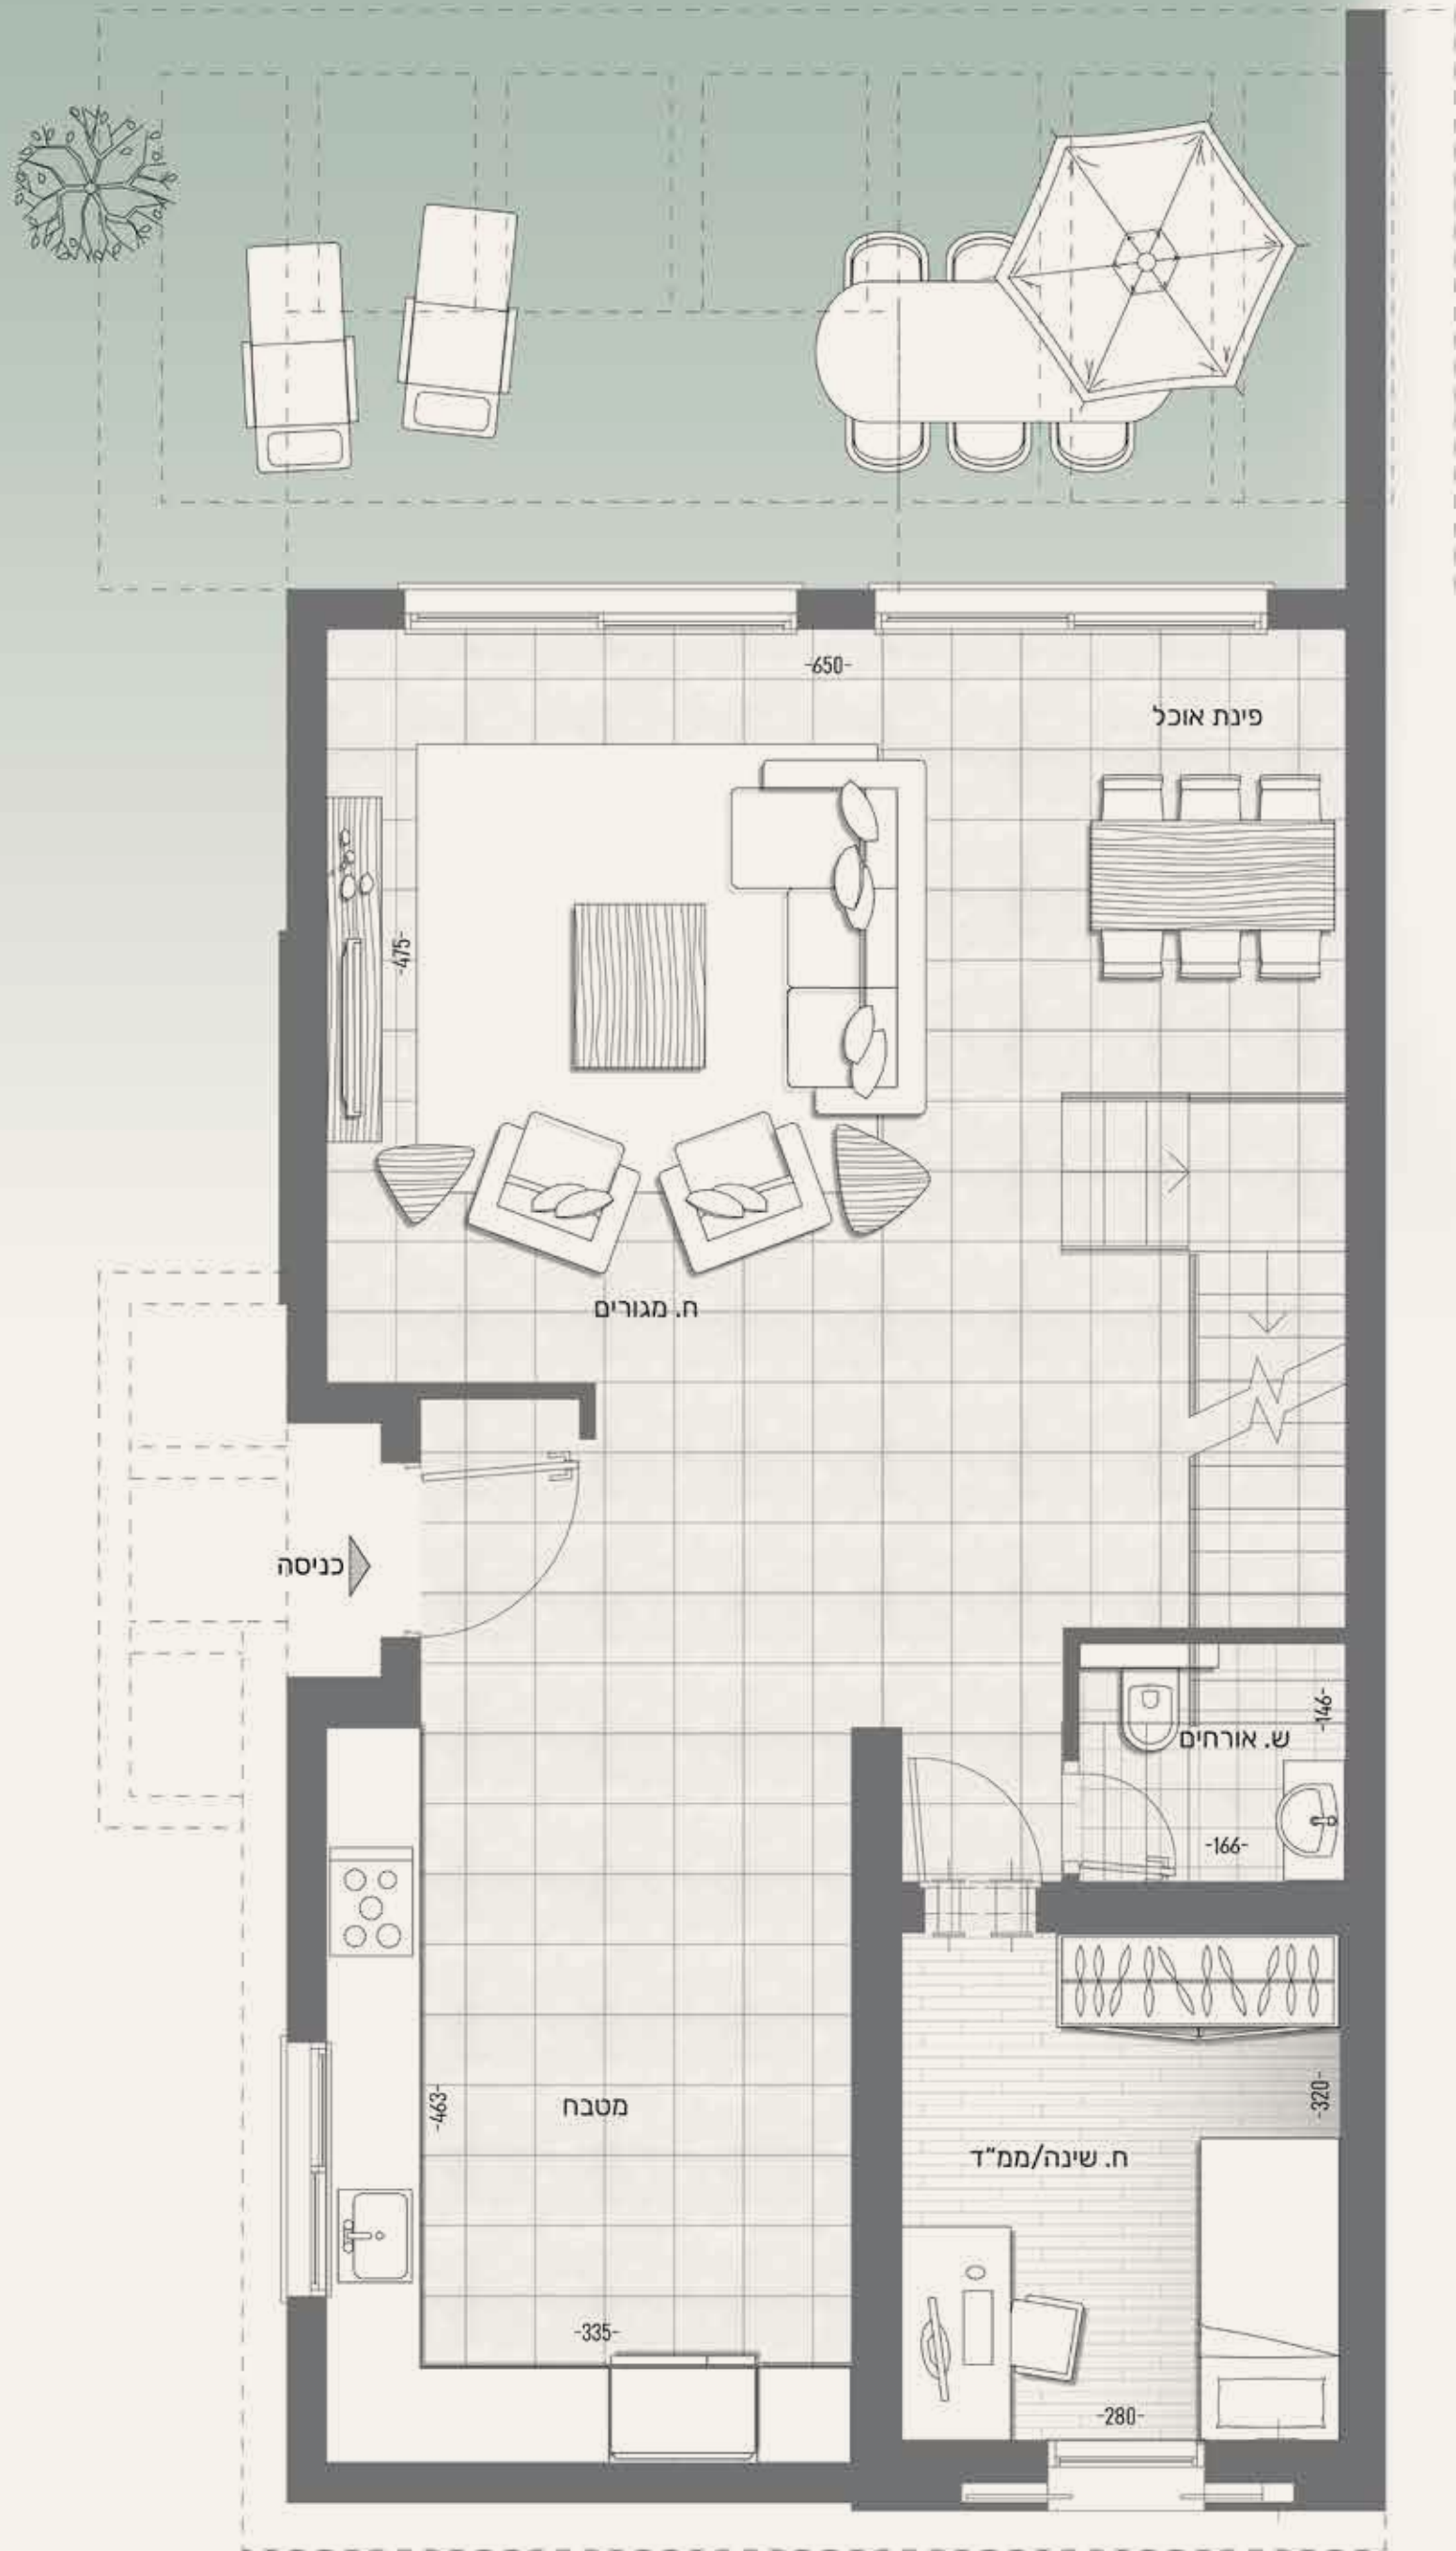 -650-
פינת אוכל
-475-
ח. מגורים
כניסה
-146-
ש. אורחים
-166-
-463-
מטבח
-320-
ח. שינה/ממ״ד
-335-
-280-